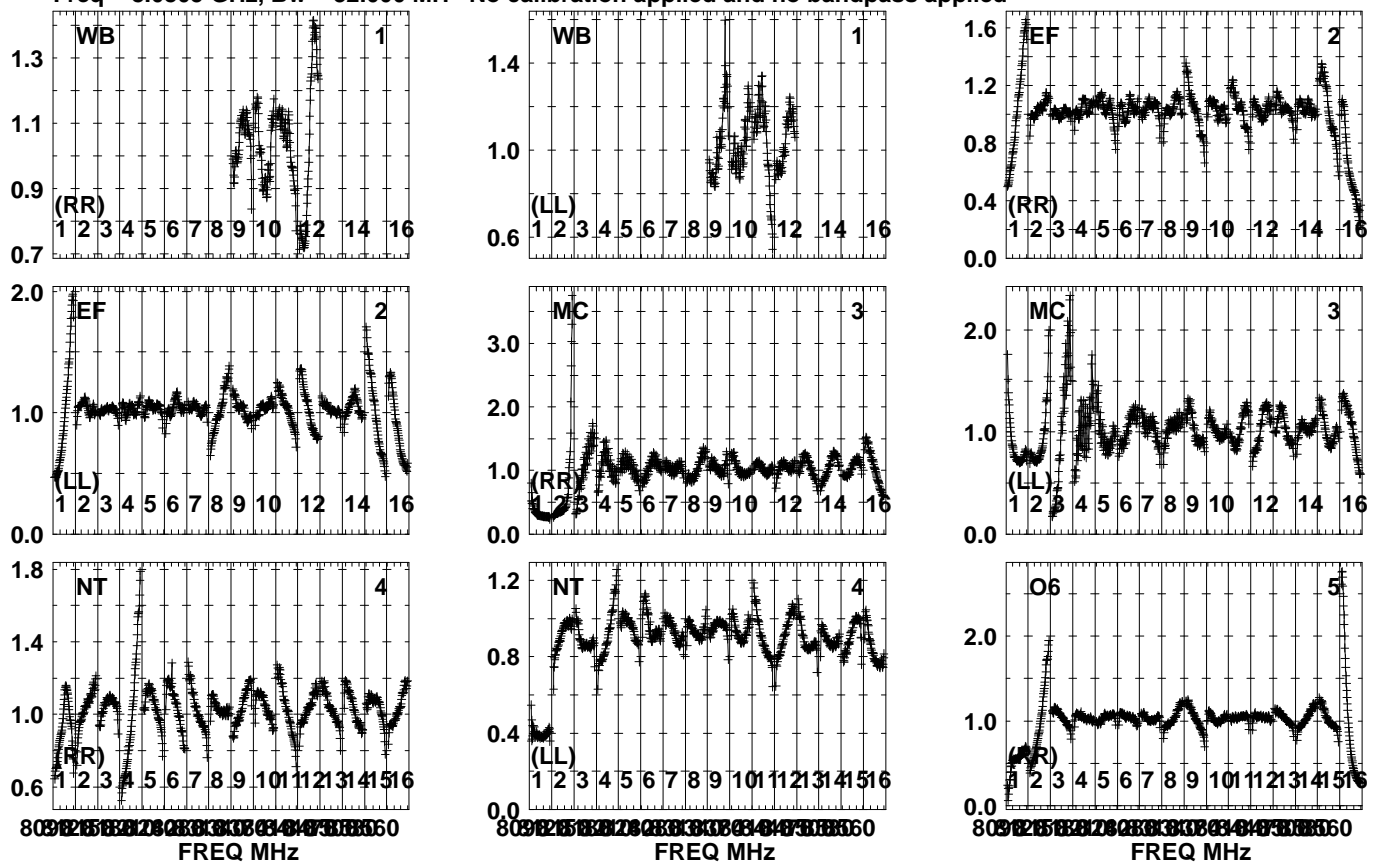 No calibration applied and no bandpass applied
WB 1 WB 1 EF 2
1.3 1.4 1.6
1.1 1.2
1.0 0.8
0.9
(RR) (LL) 0.4 (RR)
0.7 0.6 0.0
1 2 3 4 5 6 7 8 9 10 12 14 16
1 2 3 4 5 6 7 8 9 10 12 14 16
1 2 3 4 5 6 7 8 9 10 12 14 16
EF 2 MC 3 MC 3
2.0 3.0 2.0
2.0
1.0 1.0 1.0
(LL) (RR) (LL)
0.0 0.0 0.0
1 2 3 4 5 6 7 8 9 10 12 14 16
1 2 3 4 5 6 7 8 9 10 12 14 16
1 2 3 4 5 6 7 8 9 10 12 14 16
NT 4 NT 4 O6 5
1.8 1.2 2.0
1.4 0.8
1.0 0.4 1.0
0.6 0.0 0.0
(RR) (LL) (RR)
1 2 3 4 5 6 7 8 9 10 11 12 13 14 15 16
1 2 3 4 5 6 7 8 9 10 12 13 14 15 16
1 2 3 4 5 6 7 8 9 10 11 12 13 14 15 16
FREQ MHz FREQ MHz FREQ MHz